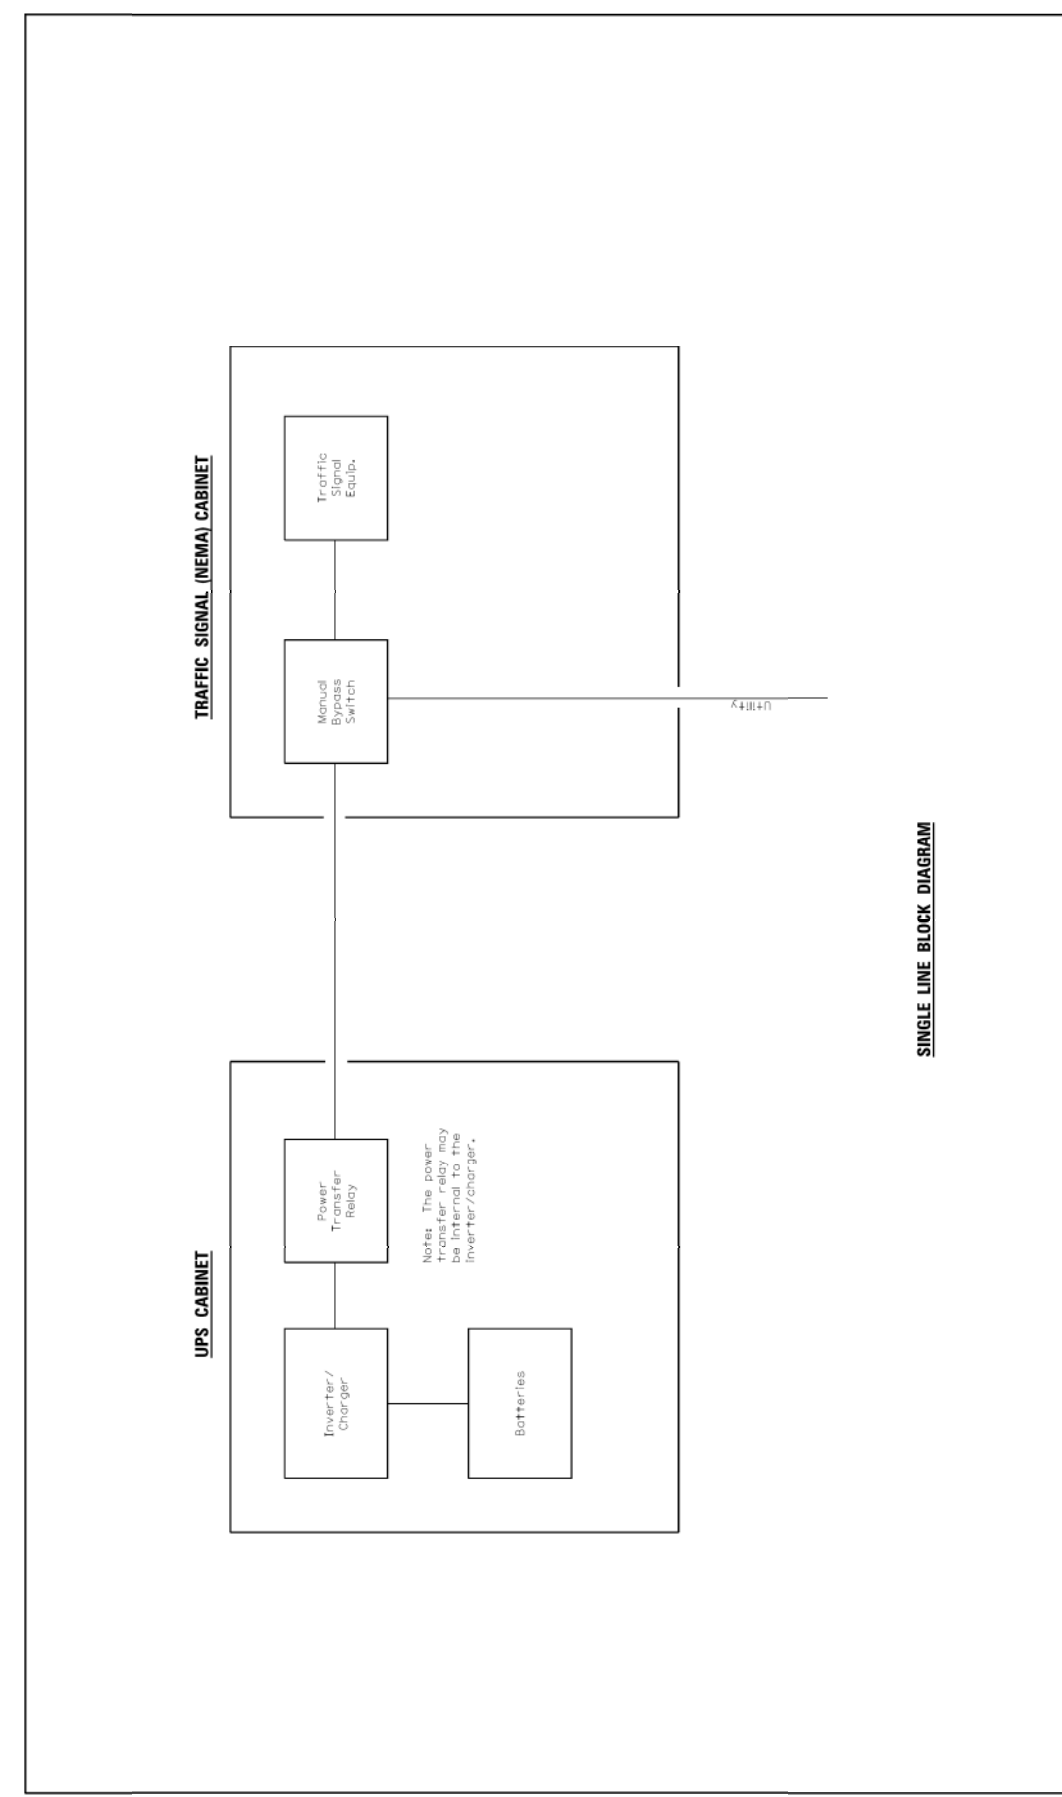 UPS CABINET
TRAFFIC SIGNAL (NEMA) CABINET
Inverter/
Charger
Power
Transfer
Relay
Manual
Bypass
Switch
Traffic
Signal
Equip.
Batteries
Note: The power
transfer relay may
be internal to the
inverter/charger.
Utility
SINGLE LINE BLOCK DIAGRAM